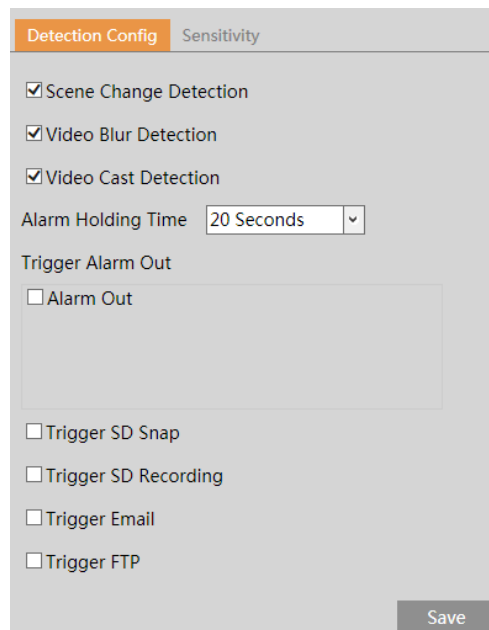 Detection Config Sensitivity
Scene Change Detection
Video Blur Detection
Video Cast Detection
Alarm Holding Time 20 Seconds
Trigger Alarm Out
Alarm Out
Trigger SD Snap
Trigger SD Recording
Trigger Email
Trigger FTP
Save